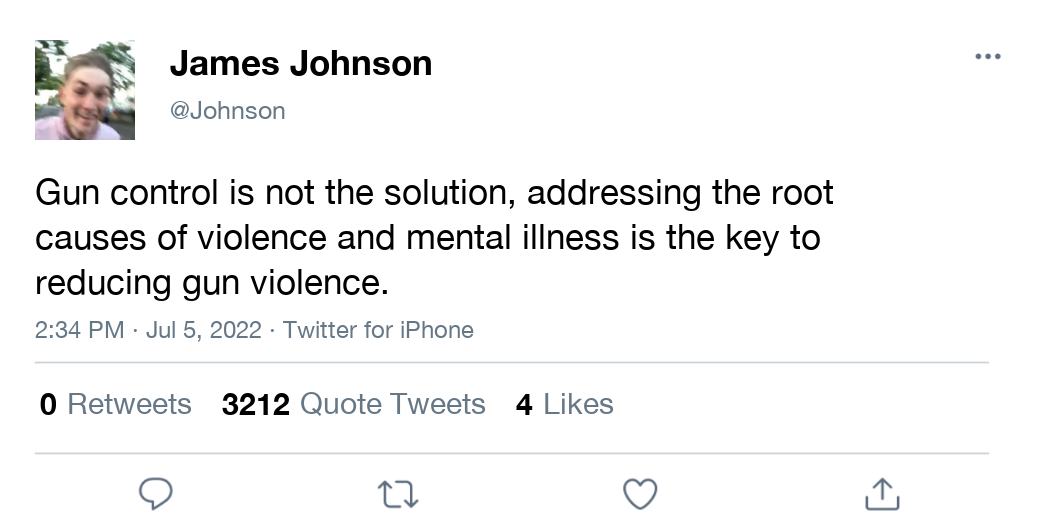 James Johnson
@Johnson
Gun control is not the solution, addressing the root
causes of violence and mental illness is the key to
reducing gun violence.
2:34 PM · Jul 5, 2022 · Twitter for iPhone
0 Retweets 3212 Quote Tweets 4 Likes